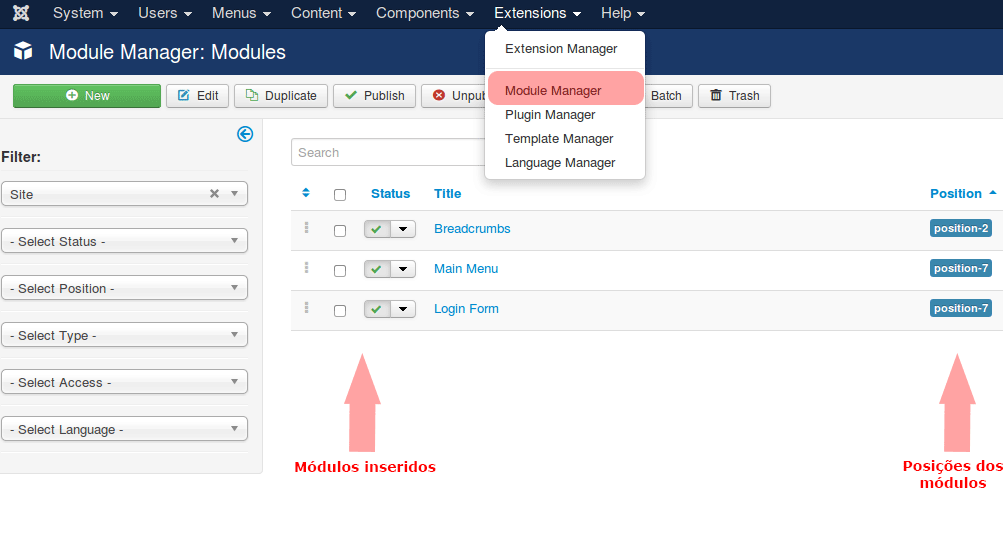 System Users Menus Content Components Extensions Help
Module Manager: Modules
Extension Manager
Module Manager
Plugin Manager
Template Manager
Language Manager
New Edit Duplicate Publish Unpub Batch Trash
Filter:
Site
- Select Status -
- Select Position -
- Select Type -
- Select Access -
- Select Language -
Search
Status Title Position
Breadcrumbs position-2
Main Menu position-7
Login Form position-7
Módulos inseridos
Posições dos
módulos